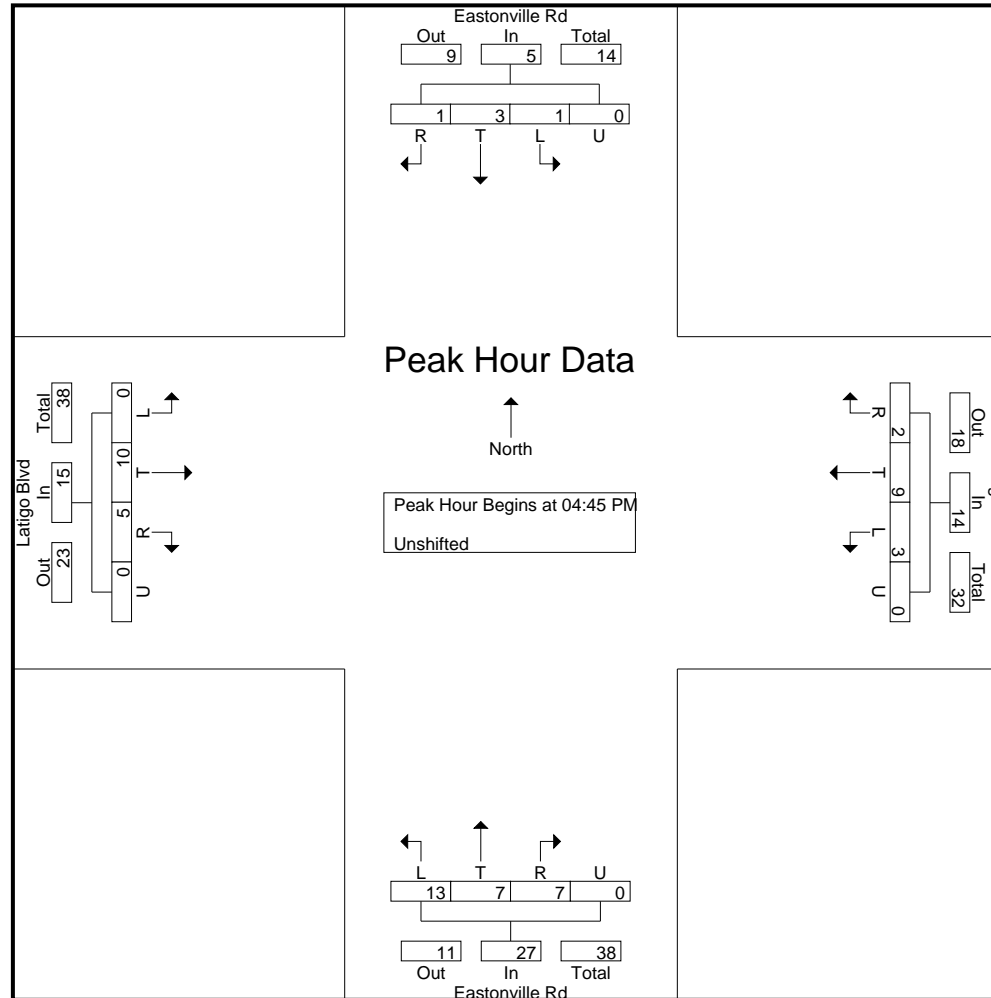 Eastonville Rd
Out In Total
9 5 14
1 3 1 0
R T L U
Peak Hour Data
North
Peak Hour Begins at 04:45 PM
Unshifted
Latigo Blvd
Total In Out
38 15 23
0 10 5 0
L T R U
Out In Total
18 14 32
2 9 3 0
R T L U
L T R U
13 7 7 0
11 27 38
Out In Total
Eastonville Rd